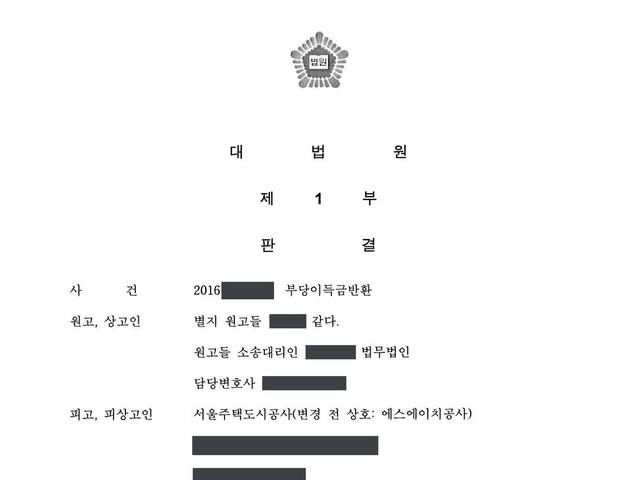 법원
대 법 원
제 1 부
판 결
사 건 2016 부당이득금반환
원고, 상고인 별지 원고들 같다.
원고들 소송대리인 법무법인
담당변호사
피고, 피상고인 서울주택도시공사(변경 전 상호: 에스에이치공사)